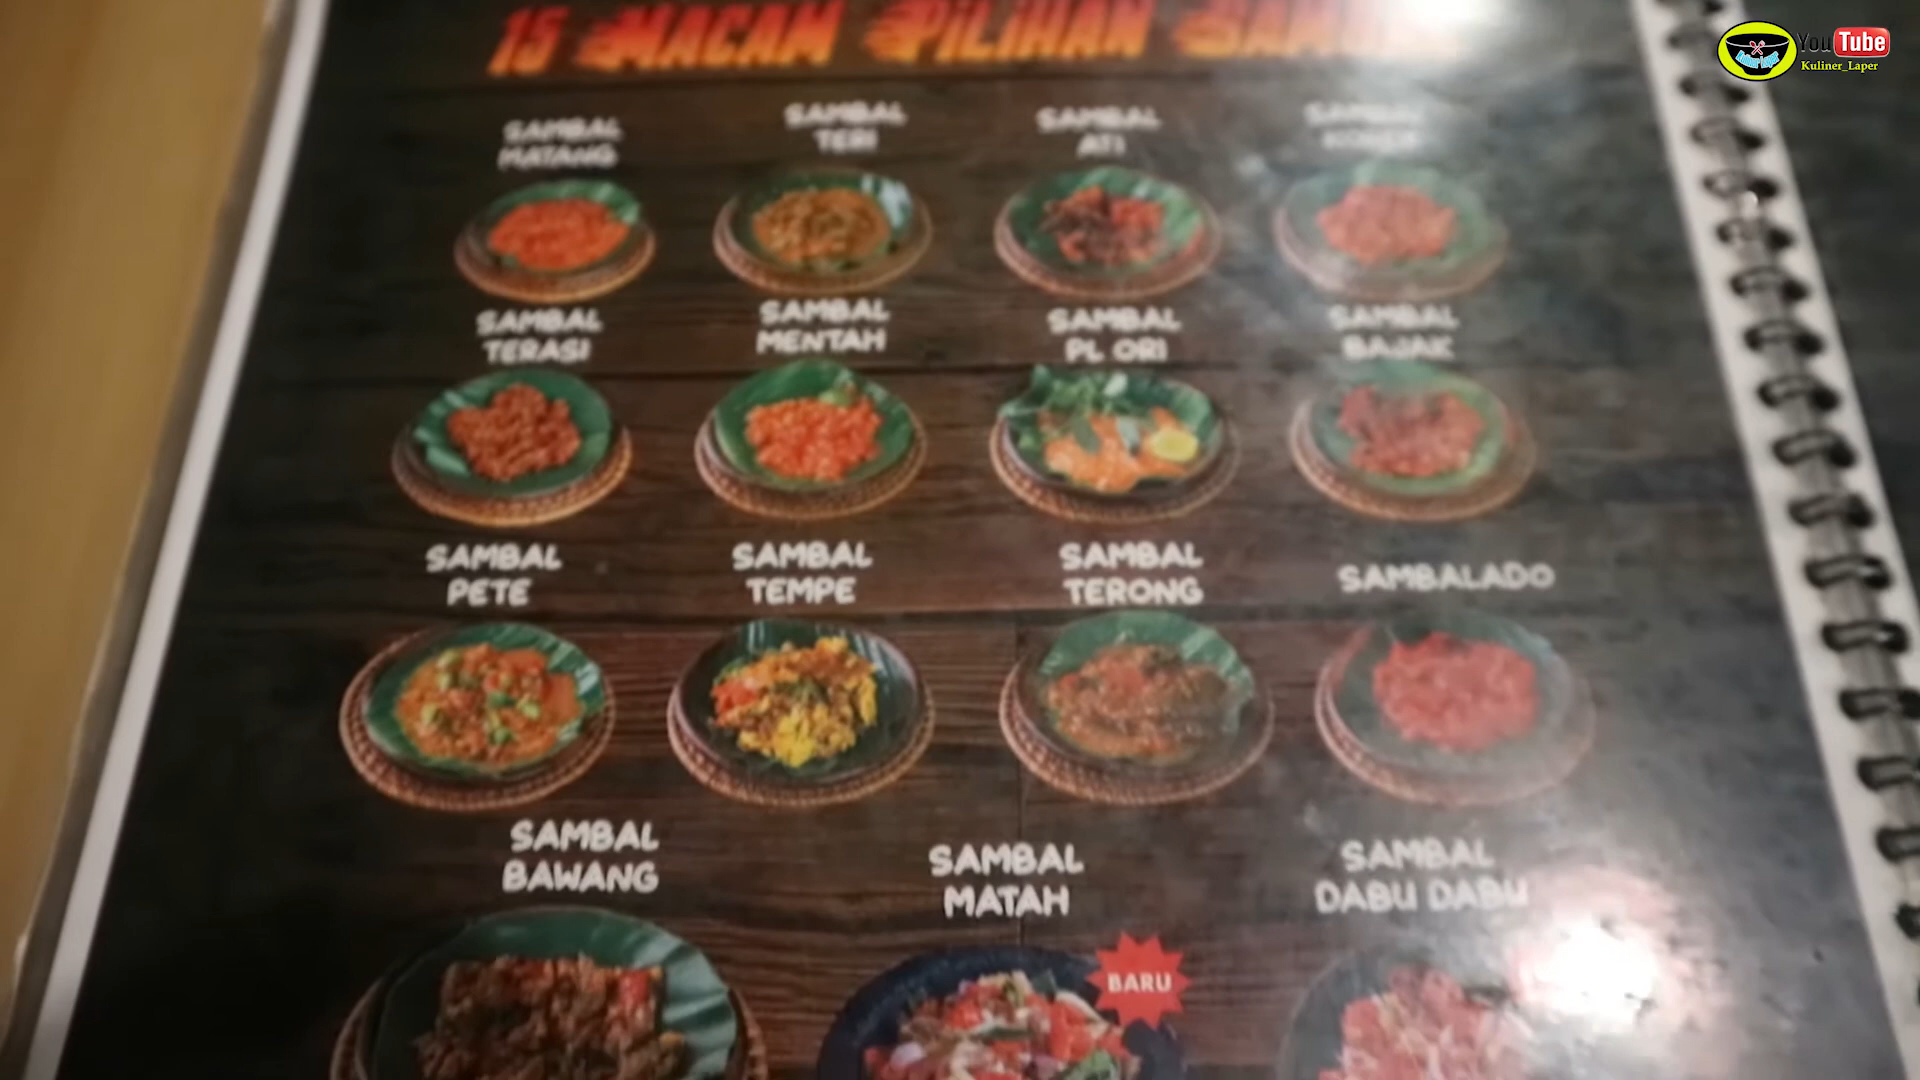 15 MACAM PILIHAN
YouTube
Kuliner_Laper
SAMBAL
MATANG
SAMBAL
TERI
SAMBAL
ATI
SAMBAL
SAMBAL
TERASI
SAMBAL
MENTAH
SAMBAL
PL ORI
SAMBAL
BAJAK
SAMBAL
PETE
SAMBAL
TEMPE
SAMBAL
TERONG
SAMBALADO
SAMBAL
BAWANG
SAMBAL
MATAH
SAMBAL
DABU DABU
BARU